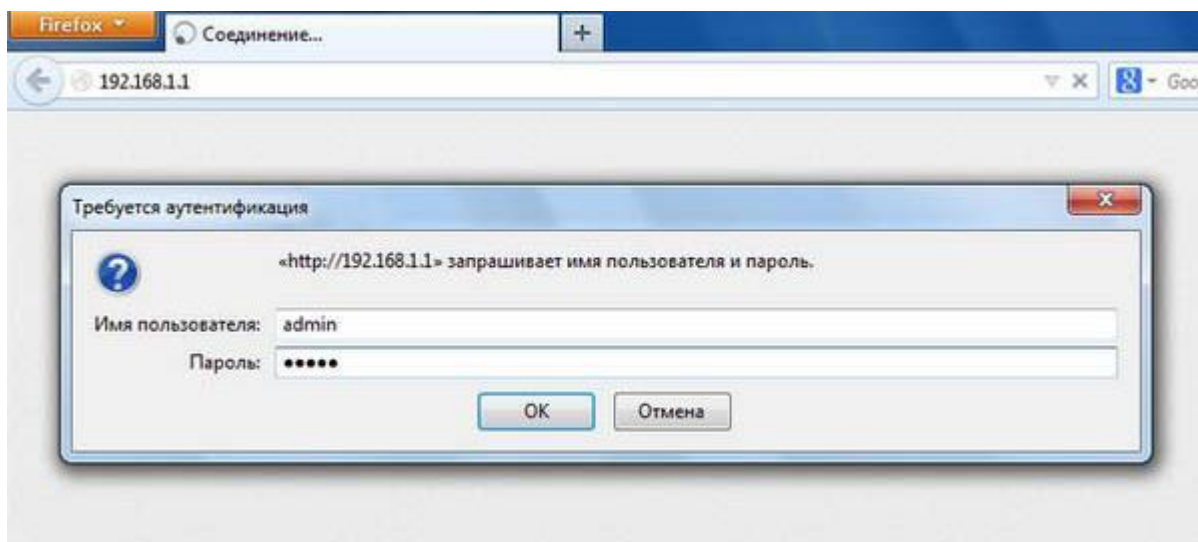 Firefox
Соединение...
192.168.1.1
Goo
Требуется аутентификация
«http://192.168.1.1» запрашивает имя пользователя и пароль.
Имя пользователя: admin
Пароль: •••••
OK
Отмена